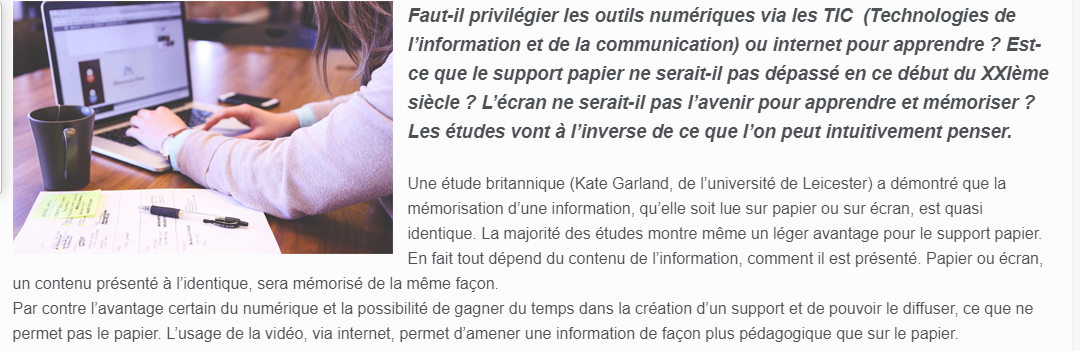 Faut-il privilégier les outils numériques via les TIC (Technologies de
l’information et de la communication) ou internet pour apprendre ? Est-
ce que le support papier ne serait-il pas dépassé en ce début du XXIème
siècle ? L’écran ne serait-il pas l’avenir pour apprendre et mémoriser ?
Les études vont à l’inverse de ce que l’on peut intuitivement penser.
Une étude britannique (Kate Garland, de l’université de Leicester) a démontré que la
mémorisation d’une information, qu’elle soit lue sur papier ou sur écran, est quasi
identique. La majorité des études montre même un léger avantage pour le support papier.
En fait tout dépend du contenu de l’information, comment il est présenté. Papier ou écran,
un contenu présenté à l’identique, sera mémorisé de la même façon.
Par contre l’avantage certain du numérique et la possibilité de gagner du temps dans la création d’un support et de pouvoir le diffuser, ce que ne
permet pas le papier. L’usage de la vidéo, via internet, permet d’amener une information de façon plus pédagogique que sur le papier.